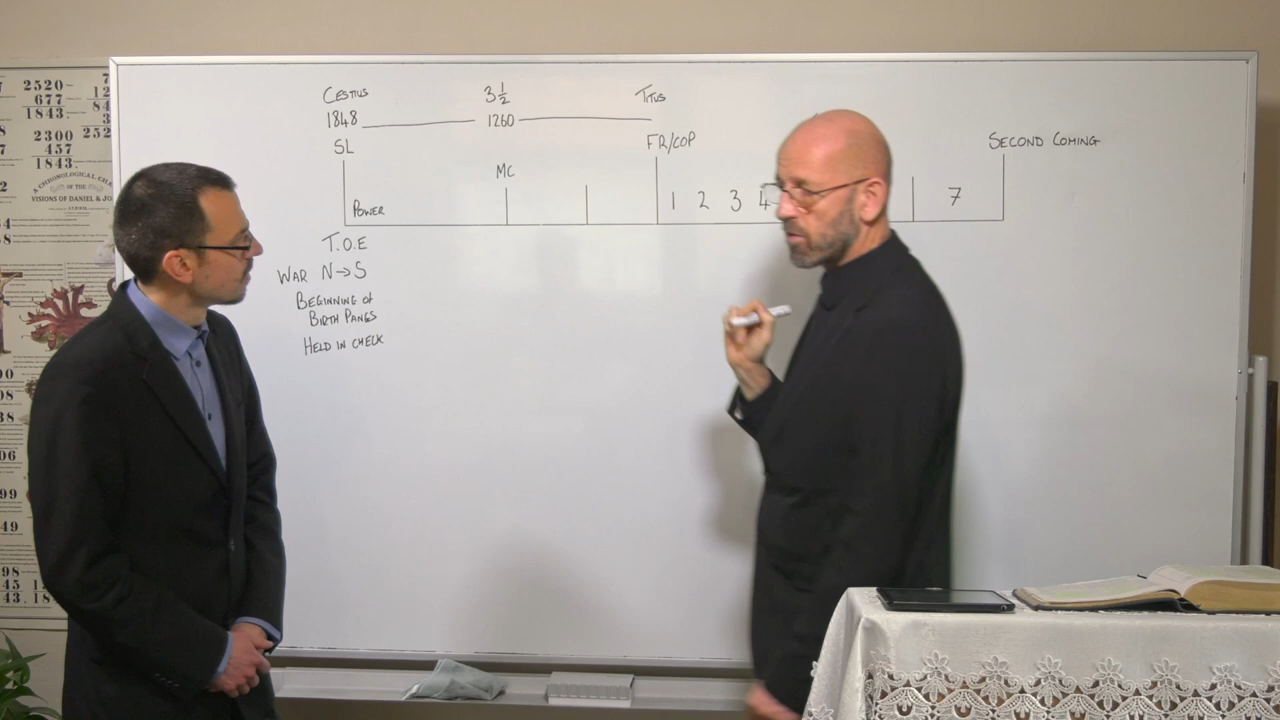 Cestius 3½ Titus
1848 1260
SL FR/COP SECOND COMING
MC
POWER 1 2 3 4 7
T.O.E
WAR N→S
BEGINNING OF
BIRTH PANGS
HELD IN CHECK
2520
677
1843
2300 252
457
1843.
A CHRONOLOGICAL
OF THE
VISIONS OF DANIEL & JO